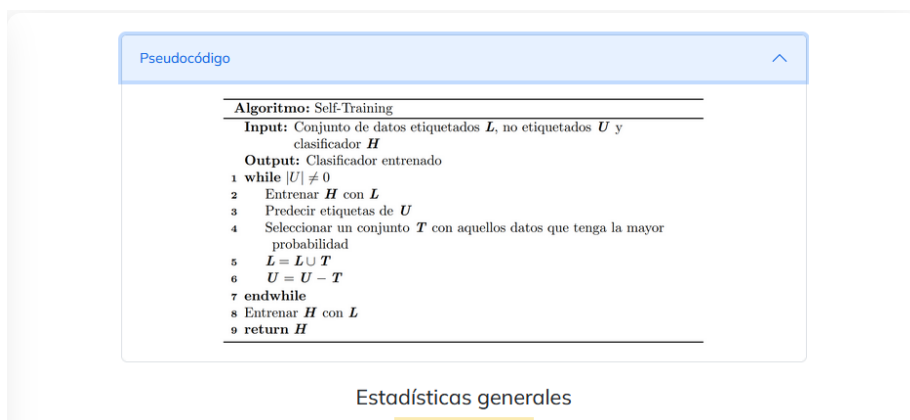 Pseudocódigo
Algoritmo: Self-Training
Input: Conjunto de datos etiquetados L, no etiquetados U y
clasificador H
Output: Clasificador entrenado
1 while |U| ≠ 0
2 Entrenar H con L
3 Predecir etiquetas de U
4 Seleccionar un conjunto T con aquellos datos que tenga la mayor
probabilidad
5 L = L ∪ T
6 U = U − T
7 endwhile
8 Entrenar H con L
9 return H
Estadísticas generales